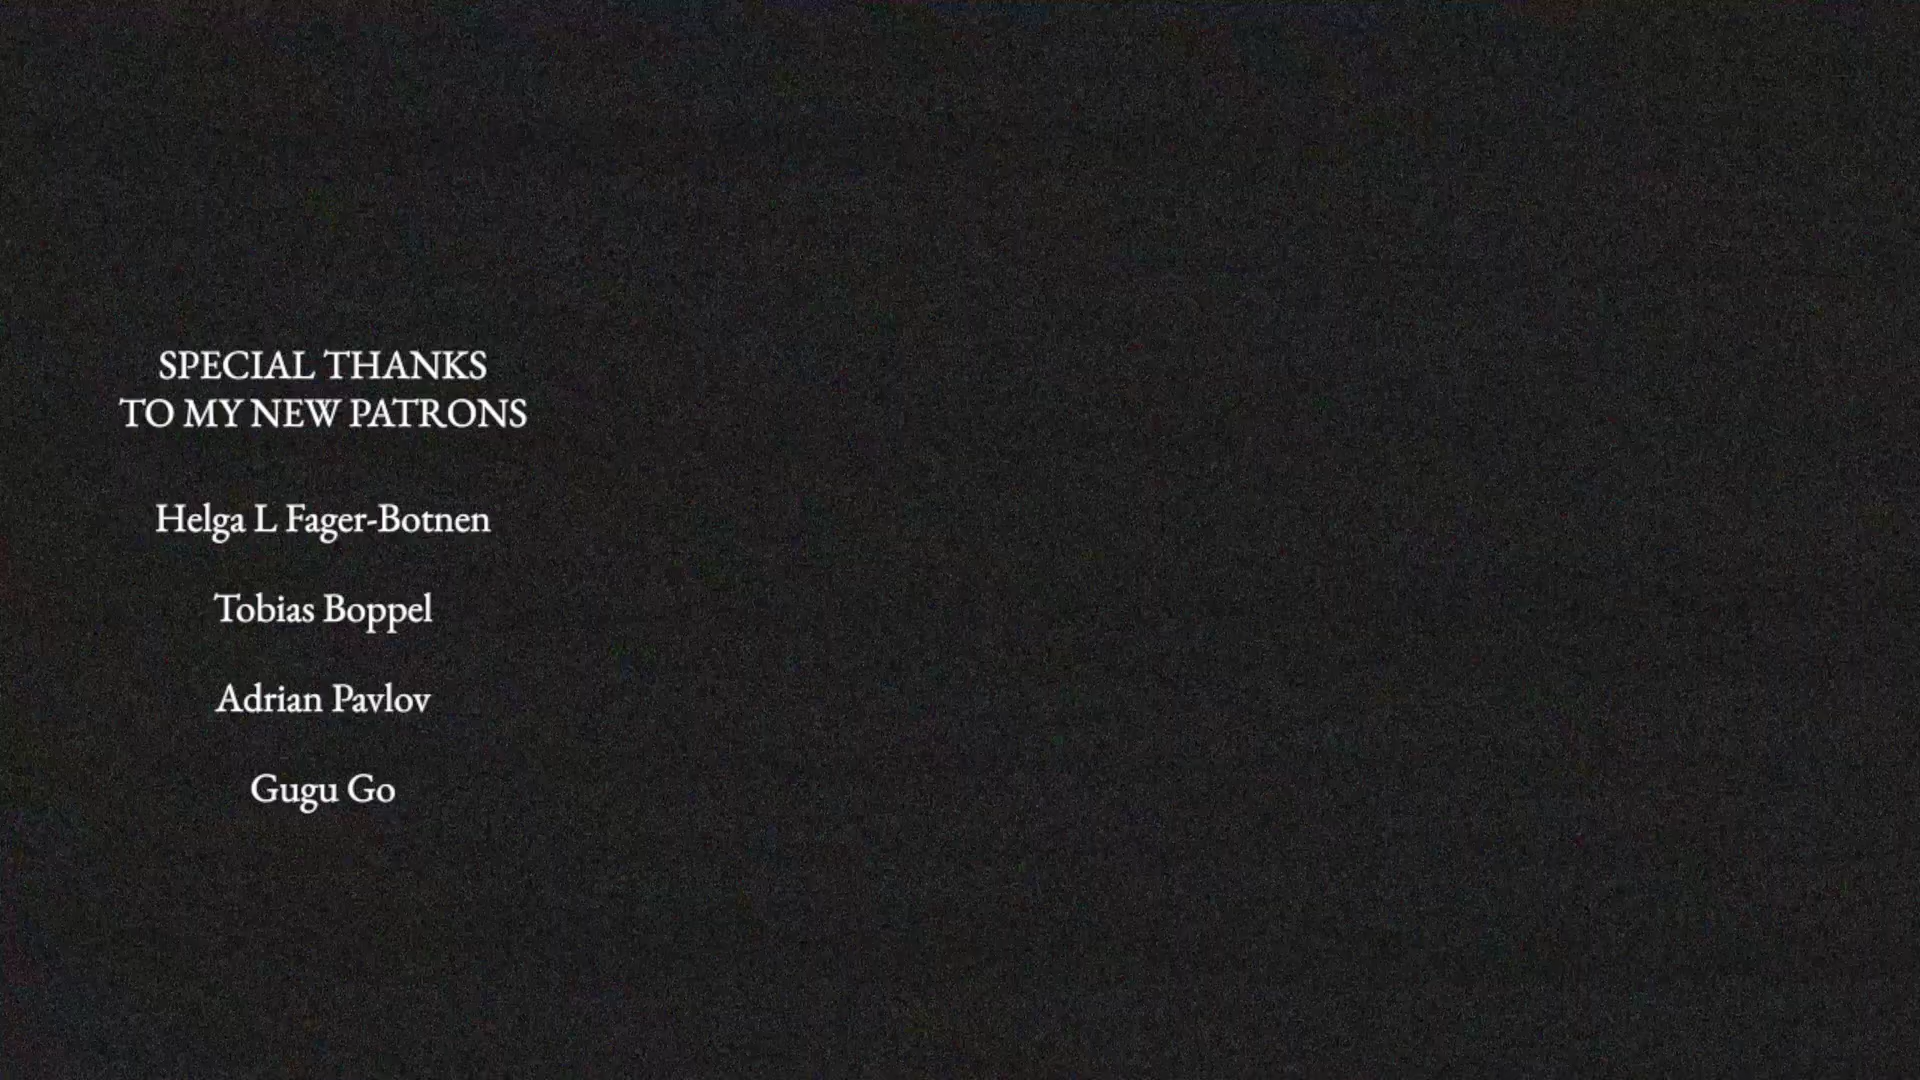 SPECIAL THANKS
TO MY NEW PATRONS
Helga L Fager-Botnen
Tobias Boppel
Adrian Pavlov
Gugu Go